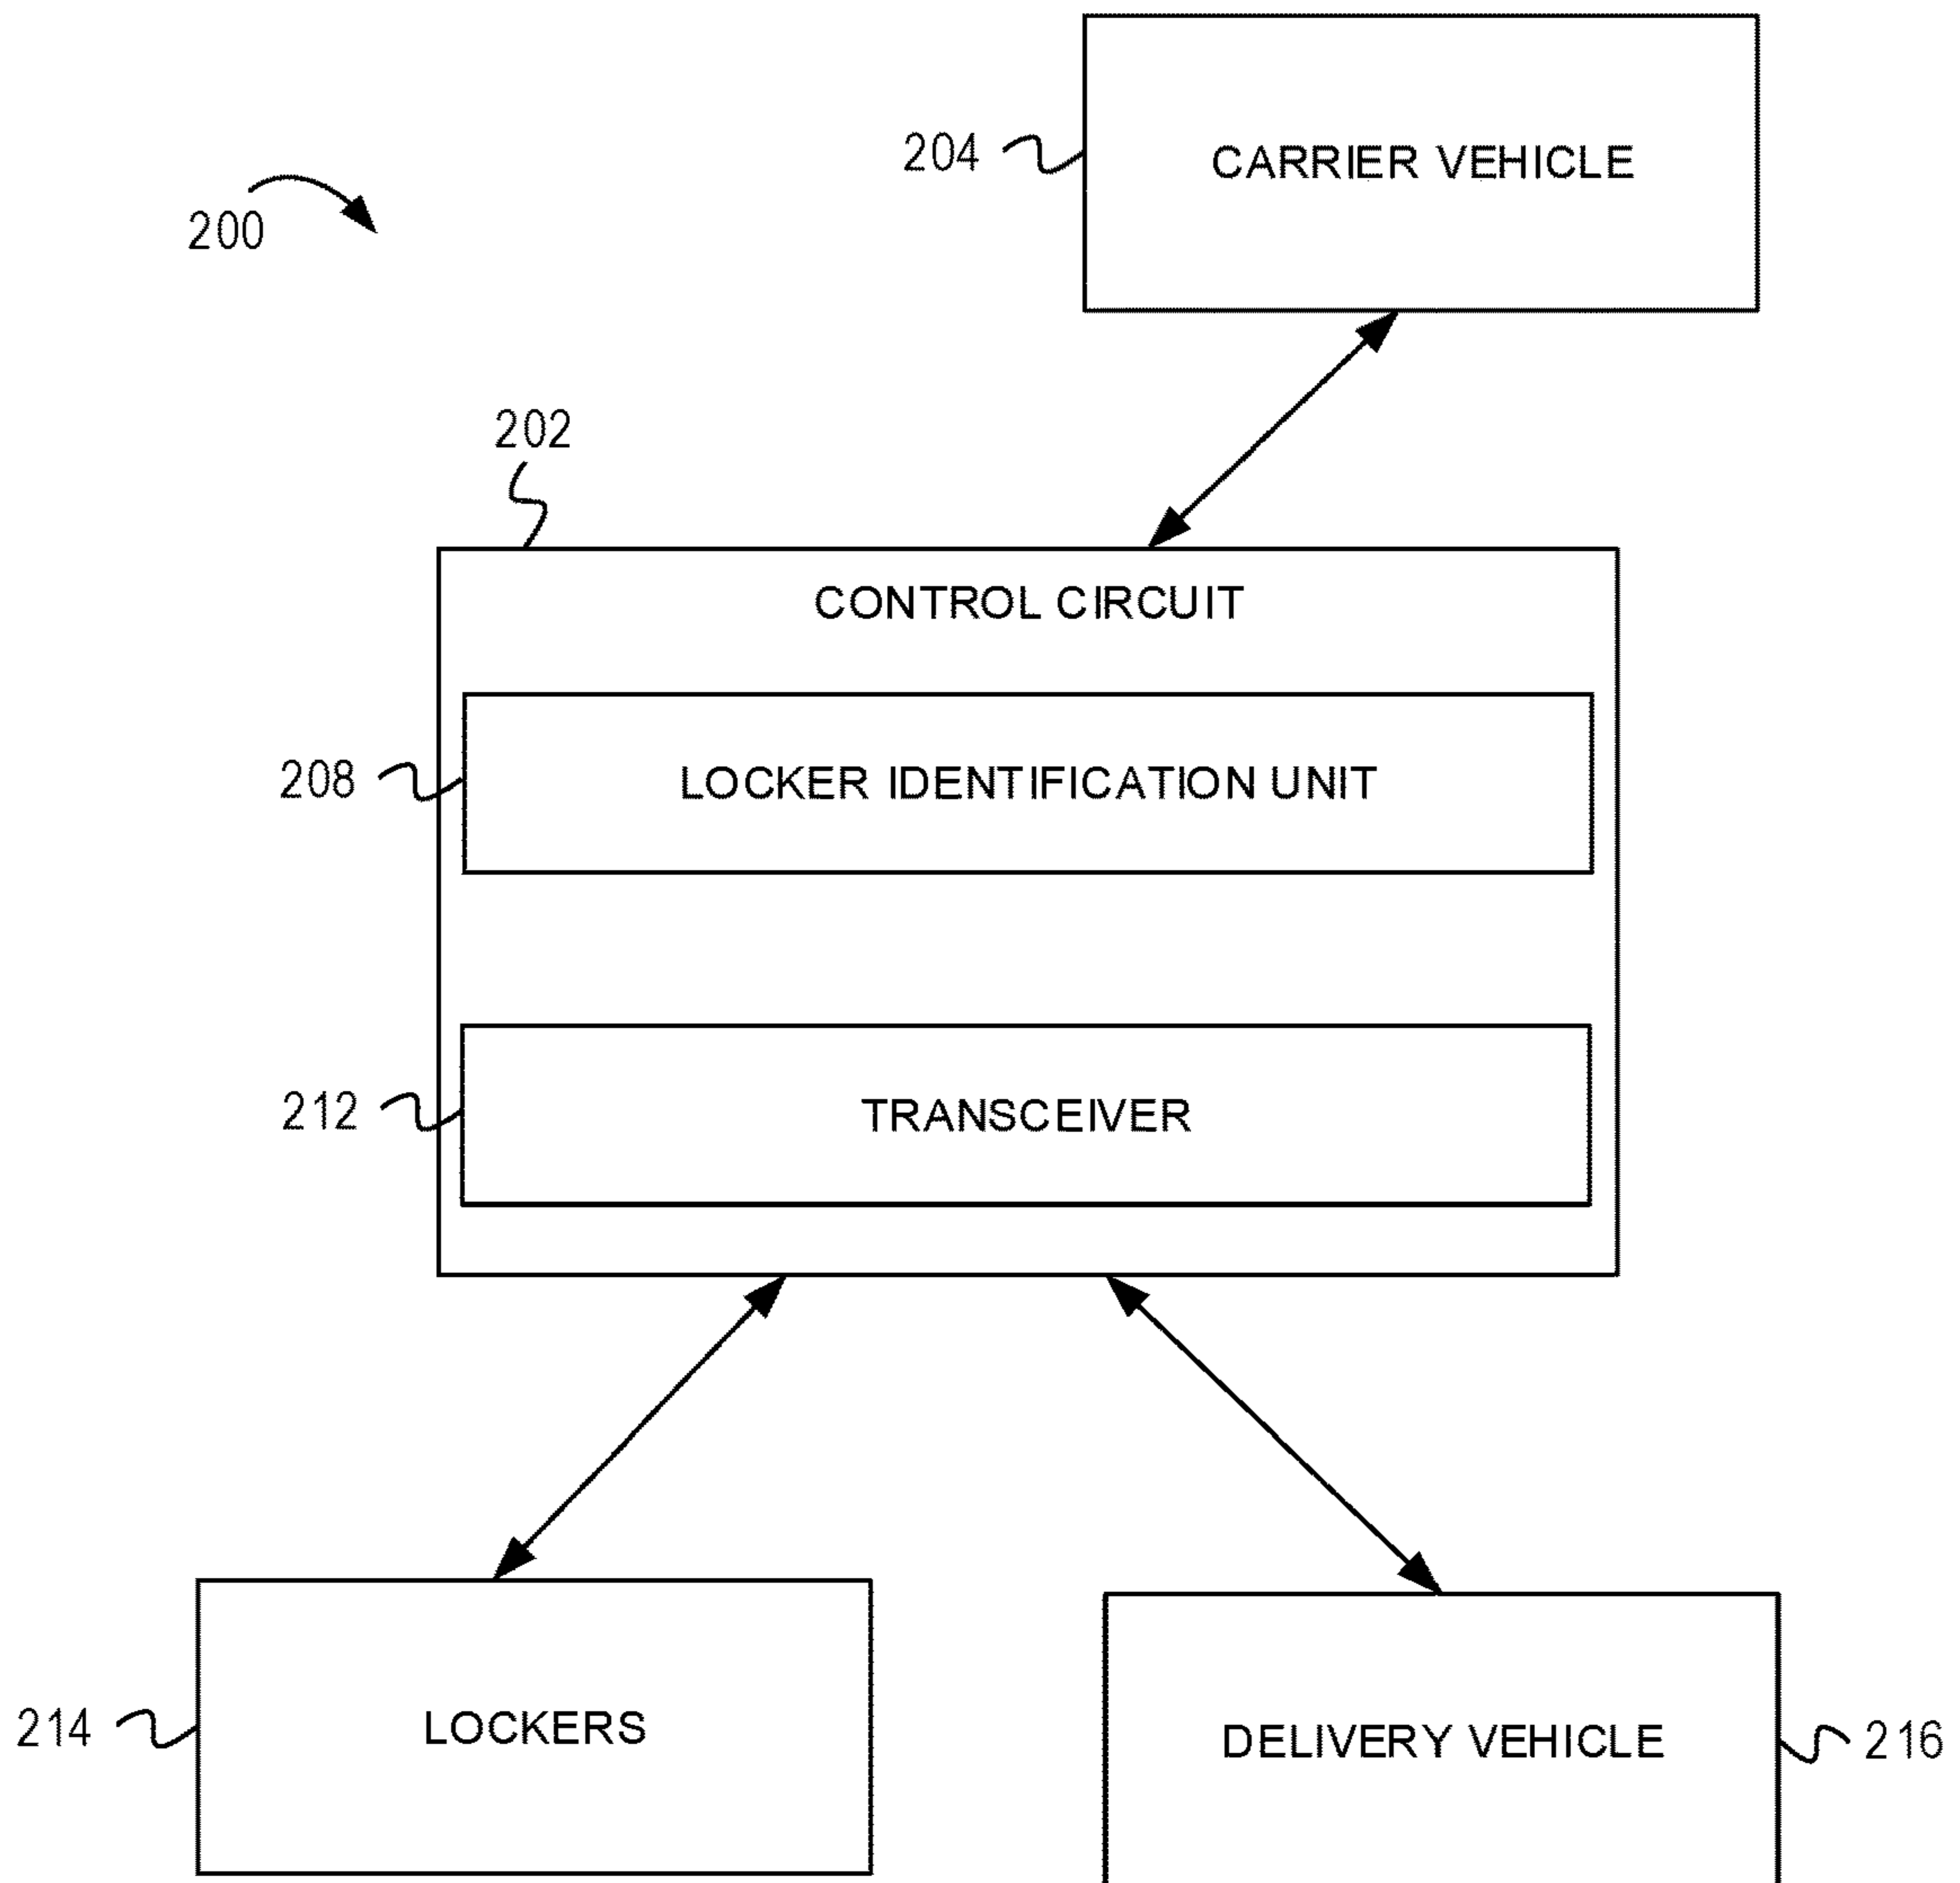 204
CARRIER VEHICLE
200
202
CONTROL CIRCUIT
208
LOCKER IDENTIFICATION UNIT
212
TRANSCEIVER
214
LOCKERS
DELIVERY VEHICLE
216